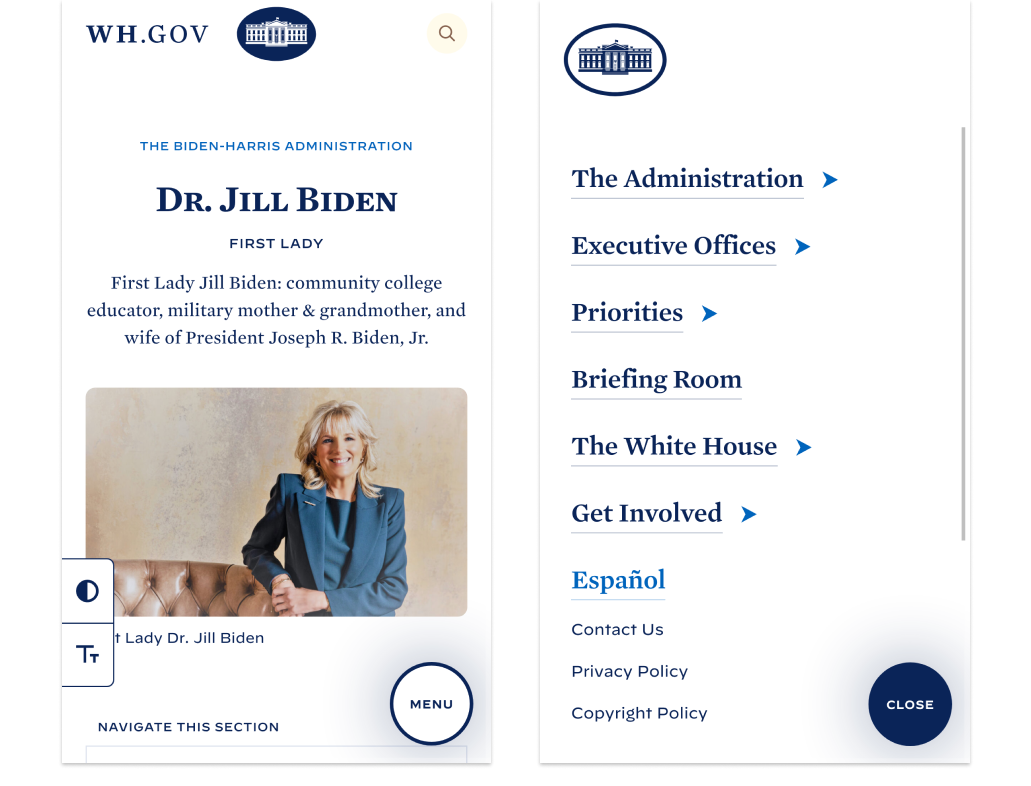 WH.GOV
THE BIDEN-HARRIS ADMINISTRATION
DR. JILL BIDEN
FIRST LADY
First Lady Jill Biden: community college
educator, military mother & grandmother, and
wife of President Joseph R. Biden, Jr.
t Lady Dr. Jill Biden
Tt
MENU
NAVIGATE THIS SECTION
The Administration
Executive Offices
Priorities
Briefing Room
The White House
Get Involved
Español
Contact Us
Privacy Policy
Copyright Policy
CLOSE